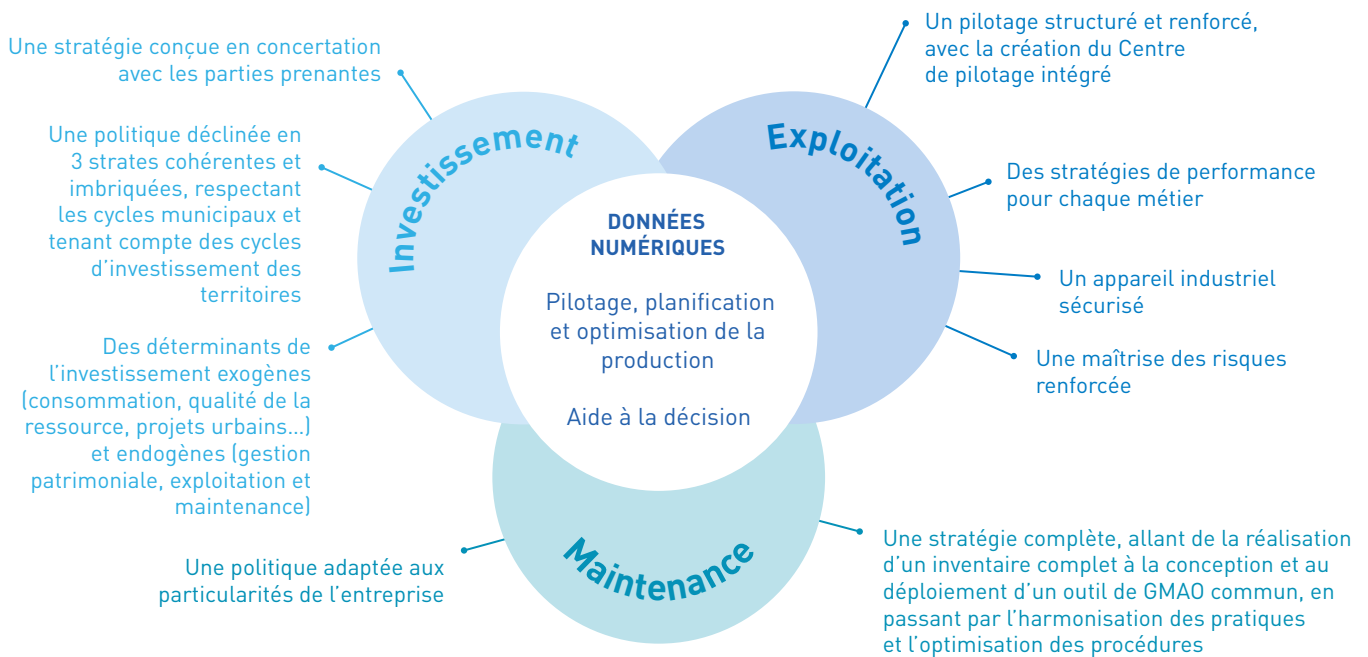 Une stratégie conçue en concertation
avec les parties prenantes
Une politique déclinée en
3 strates cohérentes et
imbriquées, respectant
les cycles municipaux et
tenant compte des cycles
d'investissement des
territoires
Des déterminants de
l'investissement exogènes
(consommation, qualité de la
ressource, projets urbains...)
et endogènes (gestion
patrimoniale, exploitation et
maintenance)
Investissement
Exploitation
Un pilotage structuré et renforcé,
avec la création du Centre
de pilotage intégré
Des stratégies de performance
pour chaque métier
Un appareil industriel
sécurisé
Une maîtrise des risques
renforcée
DONNÉES
NUMÉRIQUES
Pilotage, planification
et optimisation de la
production
Aide à la décision
Maintenance
Une politique adaptée aux
particularités de l'entreprise
Une stratégie complète, allant de la réalisation
d'un inventaire complet à la conception et au
déploiement d'un outil de GMAO commun, en
passant par l'harmonisation des pratiques
et l'optimisation des procédures